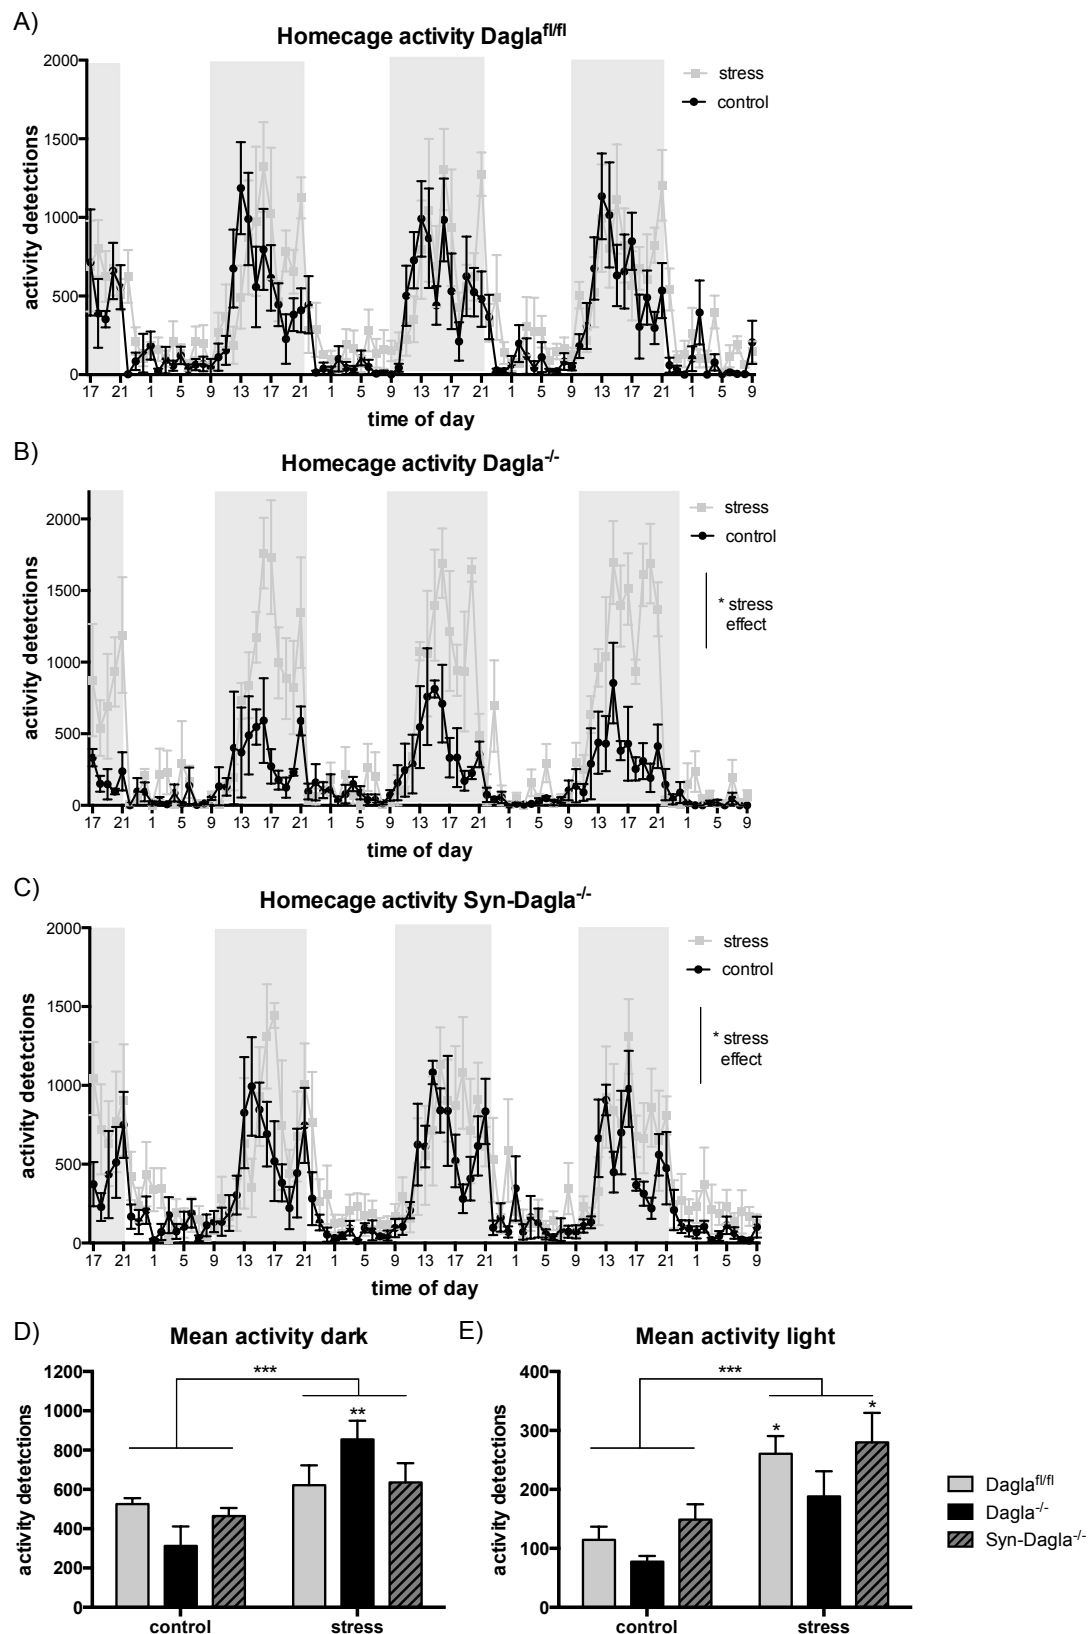 A)
Homecage activity Dagla^fl/fl
stress
control
activity detetctions
2000
1500
1000
500
0
17 21 1 5 9 13 17 21 1 5 9 13 17 21 1 5 9 13 17 21 1 5 9
time of day
B)
Homecage activity Dagla^-/-
stress
control
* stress
effect
activity detetctions
2000
1500
1000
500
0
17 21 1 5 9 13 17 21 1 5 9 13 17 21 1 5 9 13 17 21 1 5 9
time of day
C)
Homecage activity Syn-Dagla^-/-
stress
control
* stress
effect
activity detetctions
2000
1500
1000
500
0
17 21 1 5 9 13 17 21 1 5 9 13 17 21 1 5 9 13 17 21 1 5 9
time of day
D)
Mean activity dark
activity detetctions
1200
1000
800
600
400
200
0
***
**
control stress
E)
Mean activity light
activity detetctions
400
300
200
100
0
***
*
*
control stress
Dagla^fl/fl
Dagla^-/-
Syn-Dagla^-/-